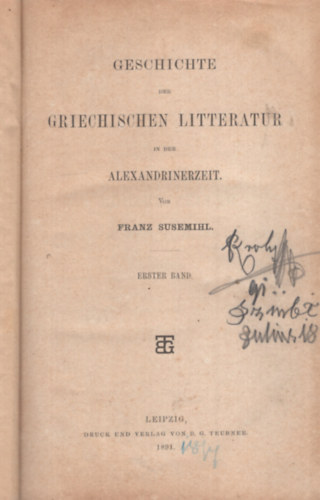 GESCHICHTE
DER
GRIECHISCHEN LITTERATUR
IN DER
ALEXANDRINERZEIT.
VON
FRANZ SUSEMIHL.
ERSTER BAND.
BTG
LEIPZIG,
DRUCK UND VERLAG VON B. G. TEUBNER.
1891.